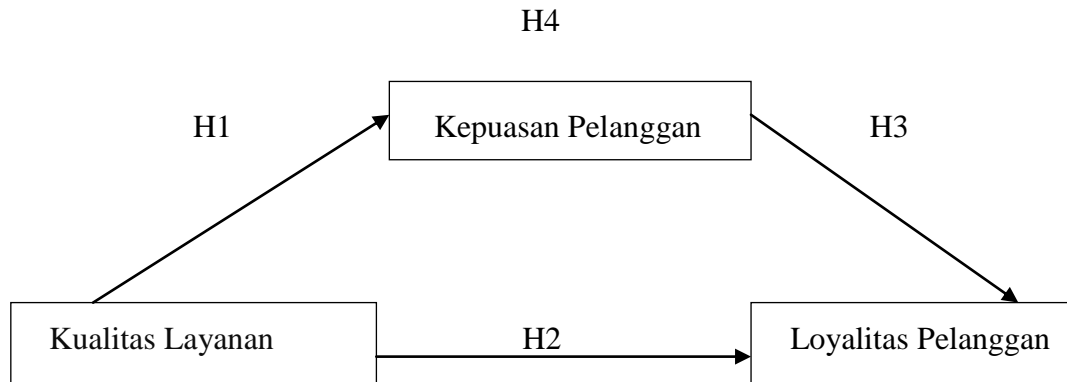 H4
H1
Kepuasan Pelanggan
H3
Kualitas Layanan
H2
Loyalitas Pelanggan